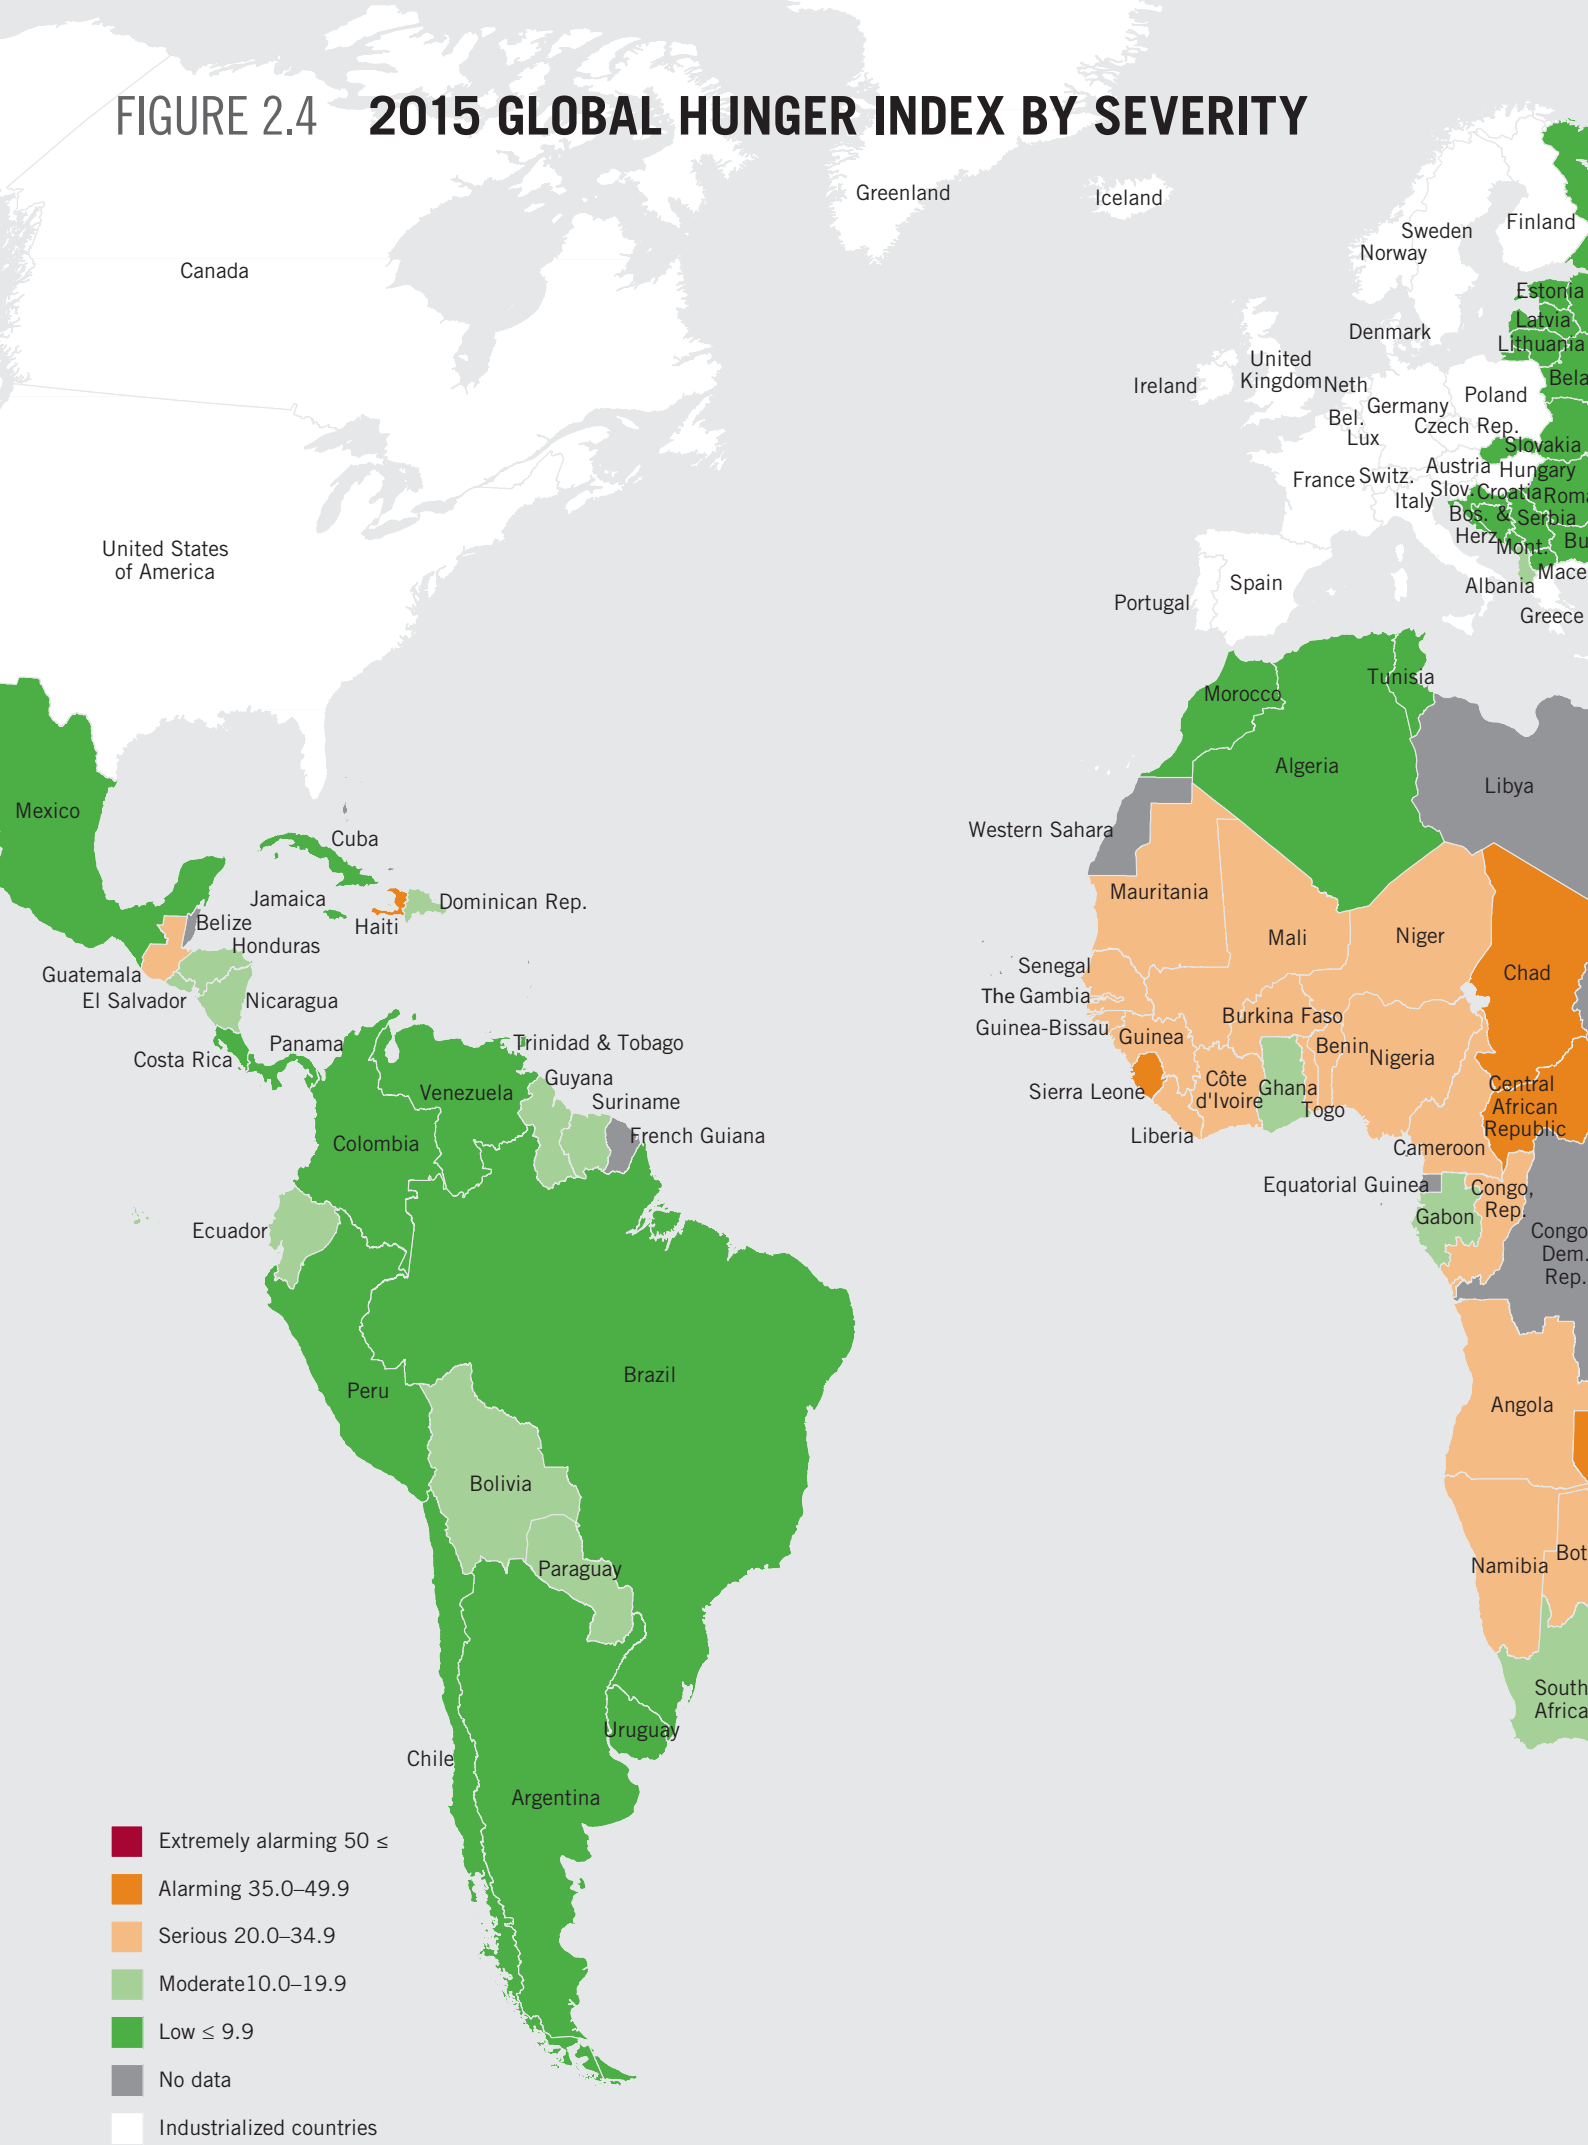 FIGURE 2.4 2015 GLOBAL HUNGER INDEX BY SEVERITY
Greenland
Iceland
Finland
Sweden
Norway
Canada
Estonia
Latvia
Denmark
Lithuania
United
Kingdom
Ireland
Neth
Bela
Poland
Germany
Bel.
Czech Rep.
Lux
Slovakia
Austria
Hungary
France
Switz.
Slov.
Croatia
Roma
Italy
Bos. &
Herz.
Serbia
Mont.
Bu
United States
of America
Mace
Albania
Spain
Portugal
Greece
Tunisia
Morocco
Algeria
Libya
Mexico
Western Sahara
Cuba
Mauritania
Jamaica
Dominican Rep.
Haiti
Belize
Honduras
Mali
Niger
Guatemala
Senegal
Chad
El Salvador
Nicaragua
The Gambia
Burkina Faso
Guinea-Bissau
Guinea
Panama
Costa Rica
Trinidad & Tobago
Benin
Nigeria
Guyana
Côte
d'Ivoire
Ghana
Central
African
Republic
Venezuela
Sierra Leone
Suriname
Togo
Liberia
French Guiana
Colombia
Cameroon
Equatorial Guinea
Congo,
Rep.
Gabon
Ecuador
Congo
Dem.
Rep.
Brazil
Peru
Angola
Bolivia
Bot
Paraguay
Namibia
South
Africa
Uruguay
Chile
Argentina
Extremely alarming 50 ≤
Alarming 35.0–49.9
Serious 20.0–34.9
Moderate10.0–19.9
Low ≤ 9.9
No data
Industrialized countries